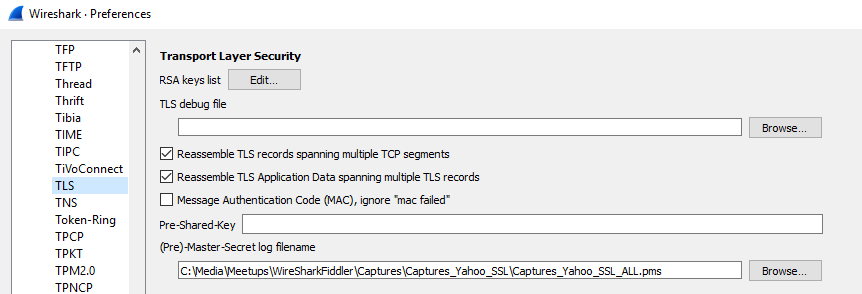 Wireshark · Preferences
TFP
TFTP
Thread
Thrift
Tibia
TIME
TIPC
TiVoConnect
TLS
TNS
Token-Ring
TPCP
TPKT
TPM2.0
TPNCP
Transport Layer Security
RSA keys list Edit...
TLS debug file
Browse...
Reassemble TLS records spanning multiple TCP segments
Reassemble TLS Application Data spanning multiple TLS records
Message Authentication Code (MAC), ignore "mac failed"
Pre-Shared-Key
(Pre)-Master-Secret log filename
C:\Media\Meetups\WireSharkFiddler\Captures\Captures_Yahoo_SSL\Captures_Yahoo_SSL_ALL.pms Browse...